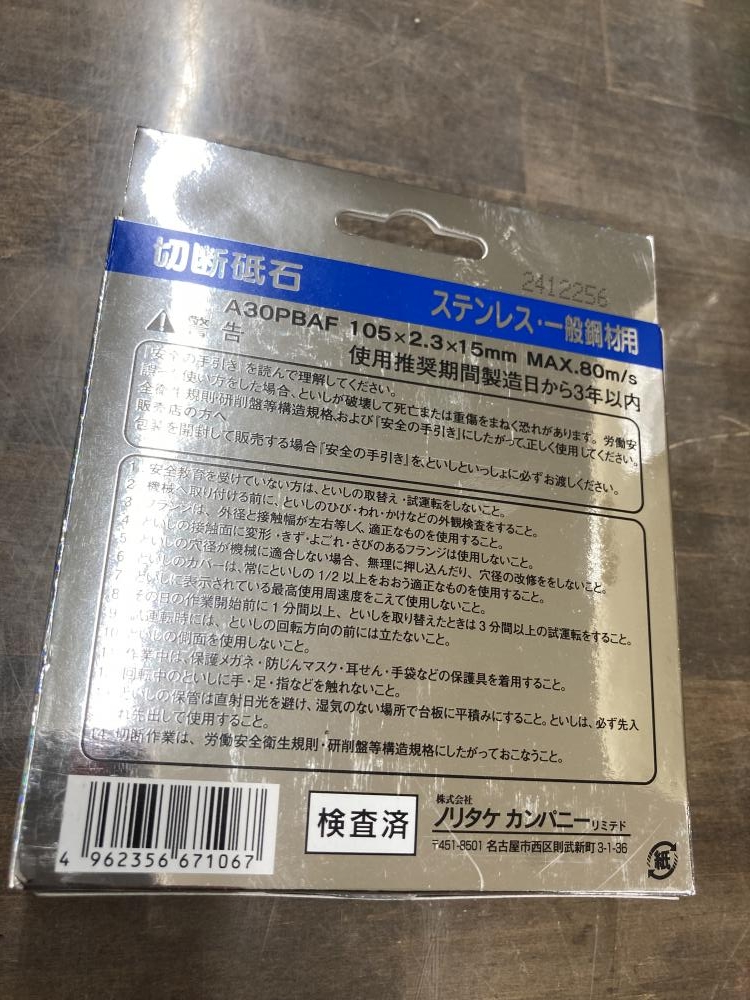 切断砥石
2412256
ステンレス・一般鋼材用
A30PBAF 105×2.3×15mm MAX.80m/s
警告
使用推奨期間製造日から3年以内
「安全の手引き」を読んで理解してください。
使い方をした場合、といしが破壊して死亡または重傷をまねく恐れがあります。労働安
全衛生規則・研削盤等構造規格、および「安全の手引き」にしたがって、正しく使用してください。
販売店の方へ
包装を開封して販売する場合「安全の手引き」を、といしといっしょに必ずお渡しください。
1. 安全教育を受けていない方は、といしの取替え・試運転をしないこと。
2 機械へ取り付ける前に、といしのひび・われ・かけなどの外観検査をすること。
3 フランジは、外径と接触幅が左右等しく、適正なものを使用すること。
4 といしの接触面に変形・きず・よごれ・さびのあるフランジは使用しないこと。
5 といしの穴径が機械に適合しない場合、無理に押し込んだり、穴径の改修ををしないこと。
6 といしのカバーは、常にといしの1/2以上をおおう適正なものを使用すること。
7 といしに表示されている最高使用周速度をこえて使用しないこと。
8 その日の作業開始前に1分間以上、といしを取り替えたときは3分間以上の試運転をすること。
9 試運転時には、といしの回転方向の前には立たないこと。
10 といしの側面を使用しないこと。
作業中は、保護メガネ・防じんマスク・耳せん・手袋などの保護具を着用すること。
回転中のといしに手・足・指などを触れないこと。
といしの保管は直射日光を避け、湿気のない場所で台板に平積みにすること。といしは、必ず先入
れ先出して使用すること。
14. 切断作業は、労働安全衛生規則・研削盤等構造規格にしたがっておこなうこと。
4 962356 671067
検査済
株式会社
ノリタケ カンパニーリミテド
〒451-8501 名古屋市西区則武新町3-1-36
紙